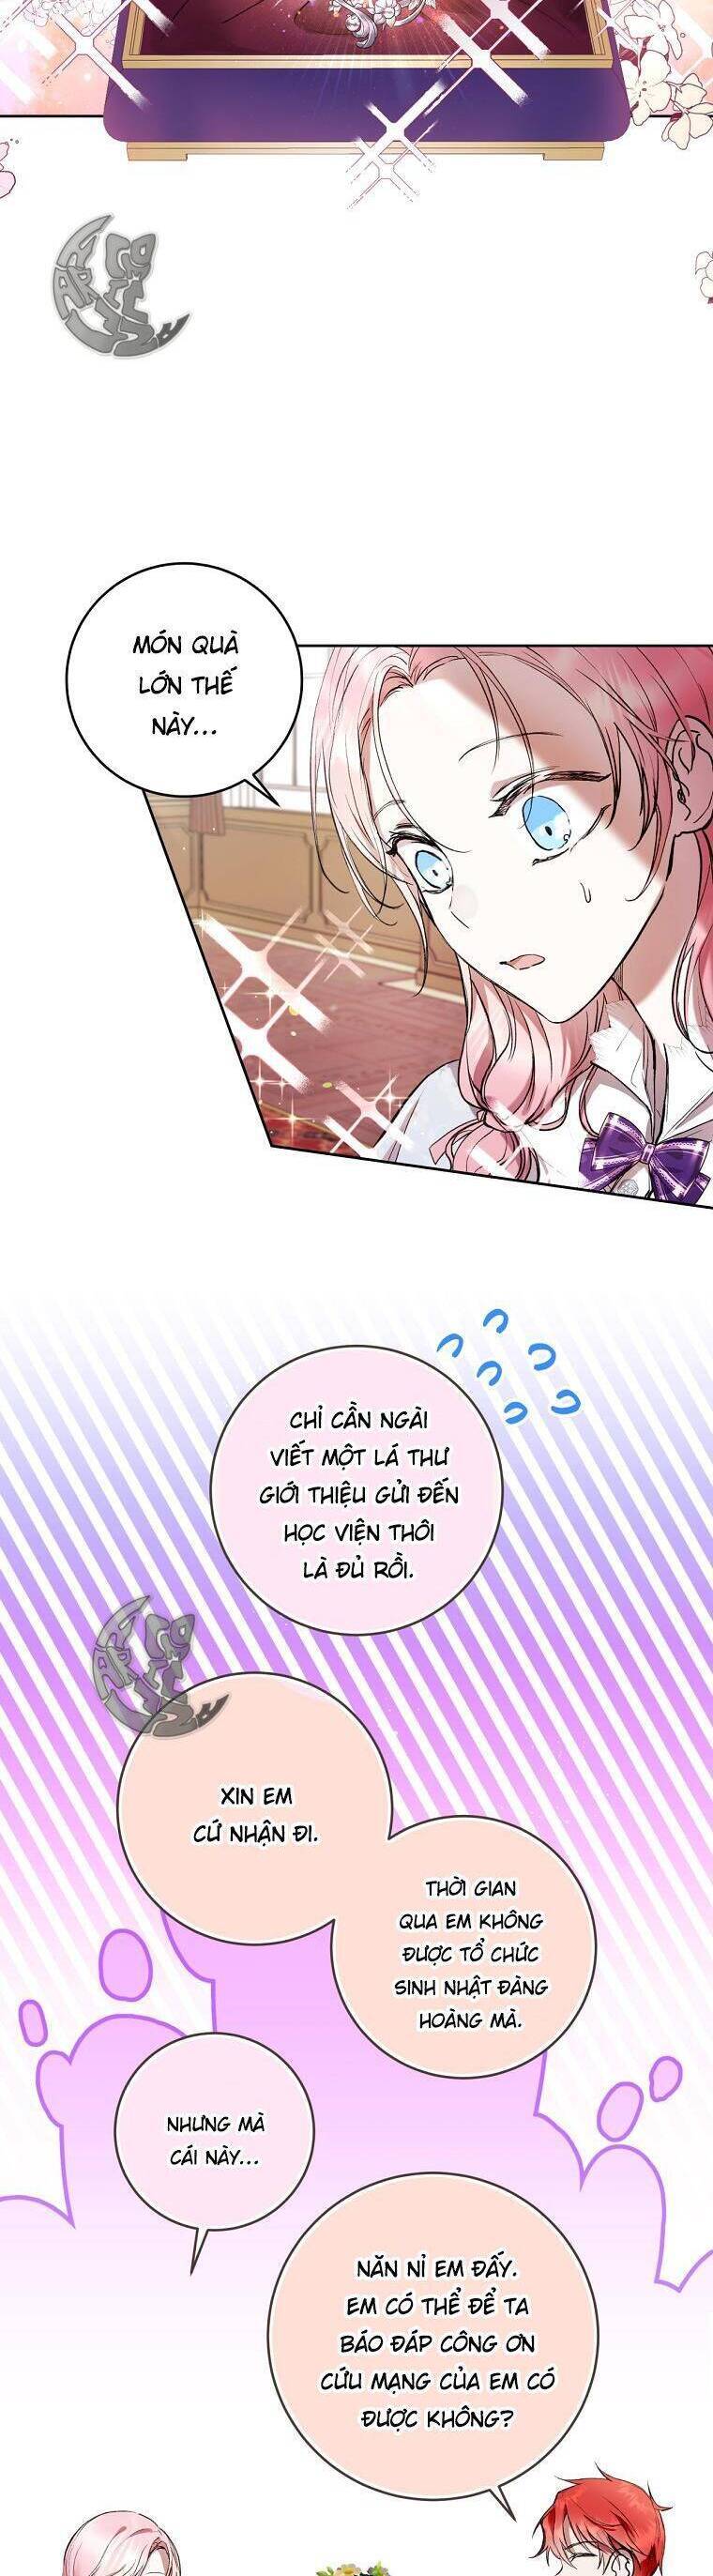 MÓN QUÀ
LỚN THẾ
NÀY...
CHỈ CẦN NGÀI
VIẾT MỘT LÁ THƯ
GIỚI THIỆU GỬI ĐẾN
HỌC VIỆN THÔI
LÀ ĐỦ RỒI.
XIN EM
CỨ NHẬN ĐI.
THỜI GIAN
QUA EM KHÔNG
ĐƯỢC TỔ CHỨC
SINH NHẬT ĐÀNG
HOÀNG MÀ.
NHƯNG MÀ
CÁI NÀY...
NĂN NỈ EM ĐẤY.
EM CÓ THỂ ĐỂ TA
BÁO ĐÁP CÔNG ƠN
CỨU MẠNG CỦA EM CÓ
ĐƯỢC KHÔNG?